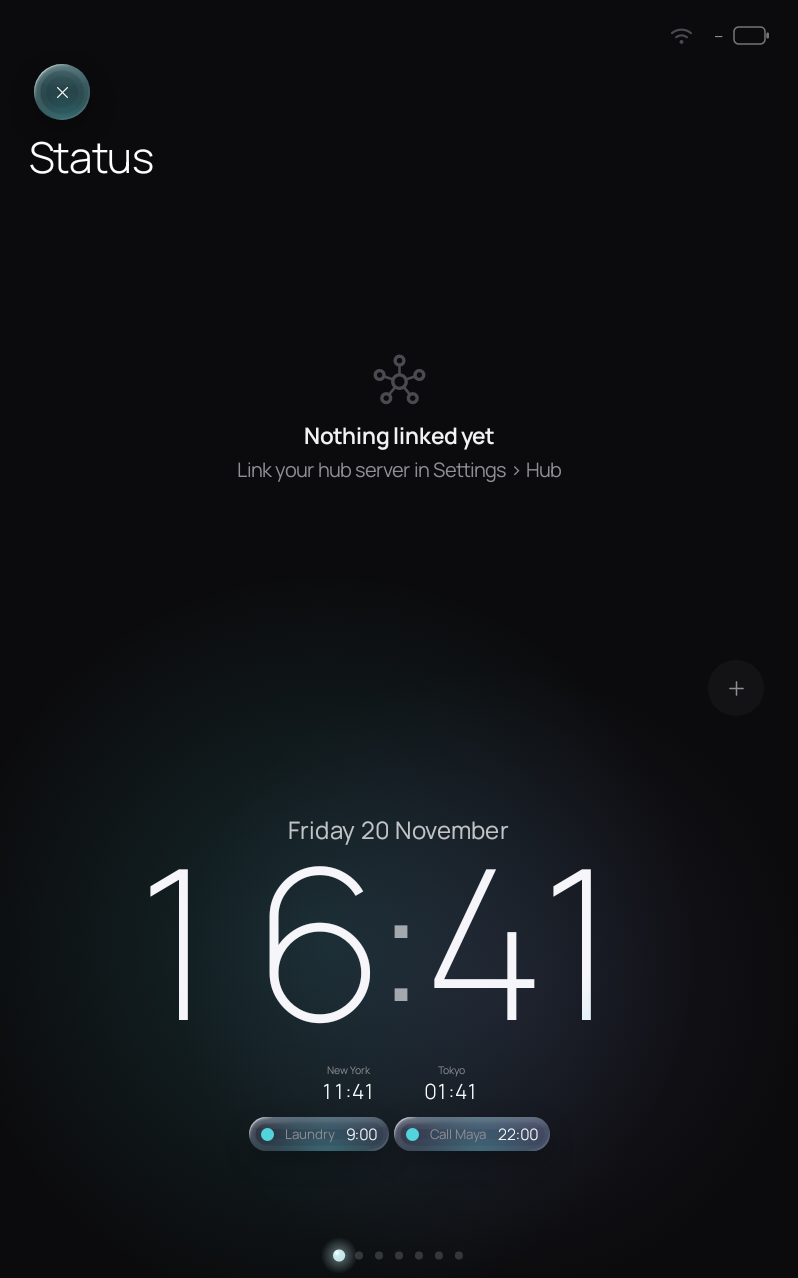 –
Status
Nothing linked yet
Link your hub server in Settings > Hub
Friday 20 November
16:41
New York Tokyo
11:41 01:41
Laundry 9:00 Call Maya 22:00